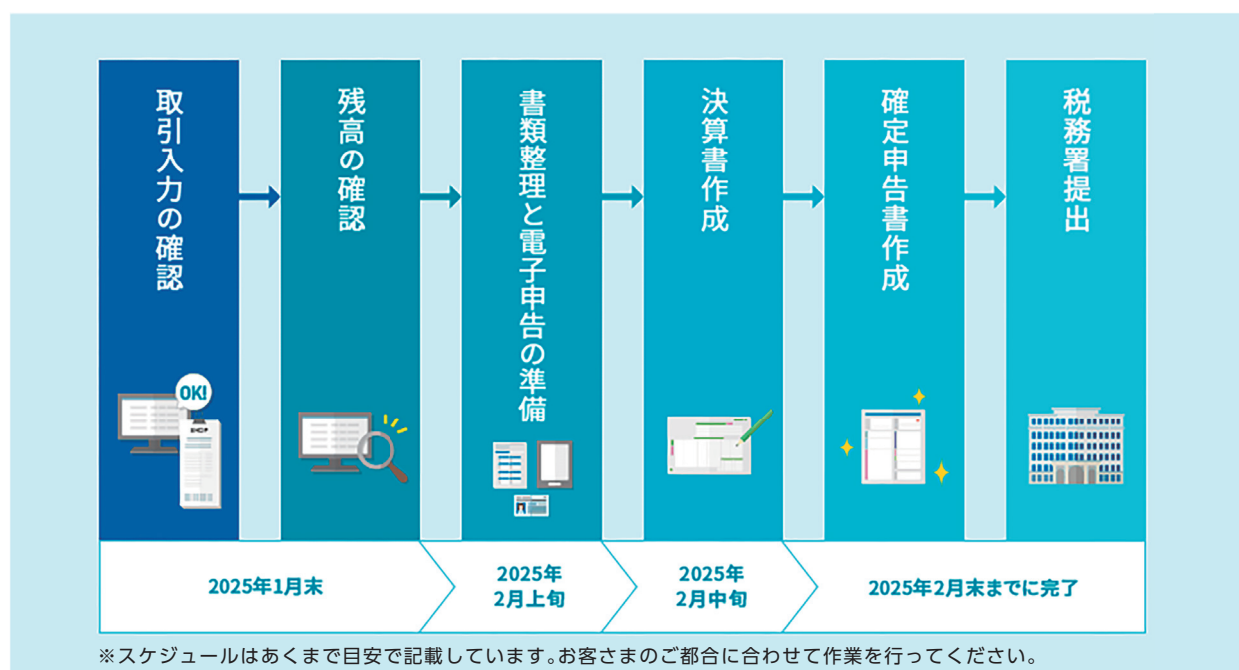 取引入力の確認
残高の確認
書類整理と電子申告の準備
決算書作成
確定申告書作成
税務署提出
OK!
2025年1月末
2025年
2月上旬
2025年
2月中旬
2025年2月末までに完了
※スケジュールはあくまで目安で記載しています。お客さまのご都合に合わせて作業を行ってください。